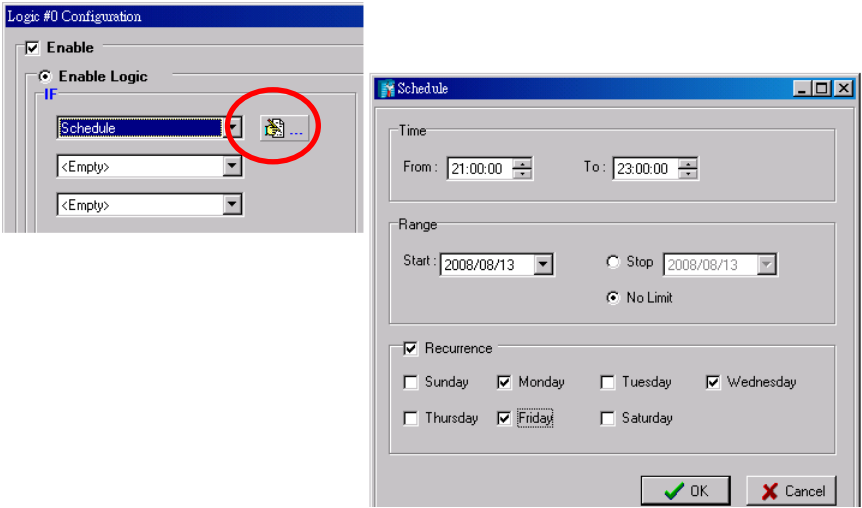 Logic #0 Configuration
Enable
Enable Logic
IF
Schedule
...
<Empty>
<Empty>
Schedule
Time
From : 21:00:00 To : 23:00:00
Range
Start : 2008/08/13 Stop 2008/08/13
No Limit
Recurrence
Sunday Monday Tuesday Wednesday
Thursday Friday Saturday
OK Cancel